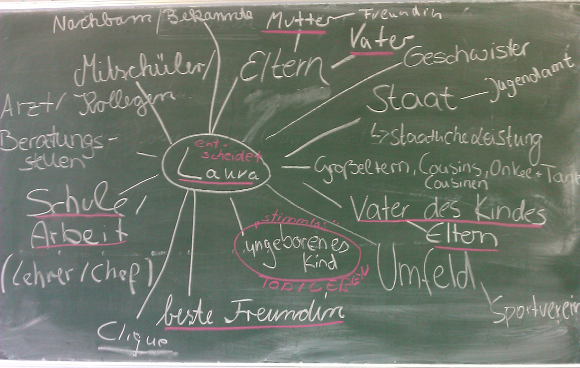 Nachbarn/Bekannte
Mutter
Freundin
Vater
Mitschüler/
Kollegen
Eltern
Geschwister
Jugendamt
Staat
Arzt/
Beratungs-
stellen
ent-
scheidet
Laura
↳ Staatliche Leistung
Großeltern, Cousins, Onkel + Tante
Cousinen
Schule
Arbeit
(Lehrer/Chef)
Vater des Kindes
Eltern
ungeborenes
Kind
Umfeld
Sportverein
beste Freundin
Clique